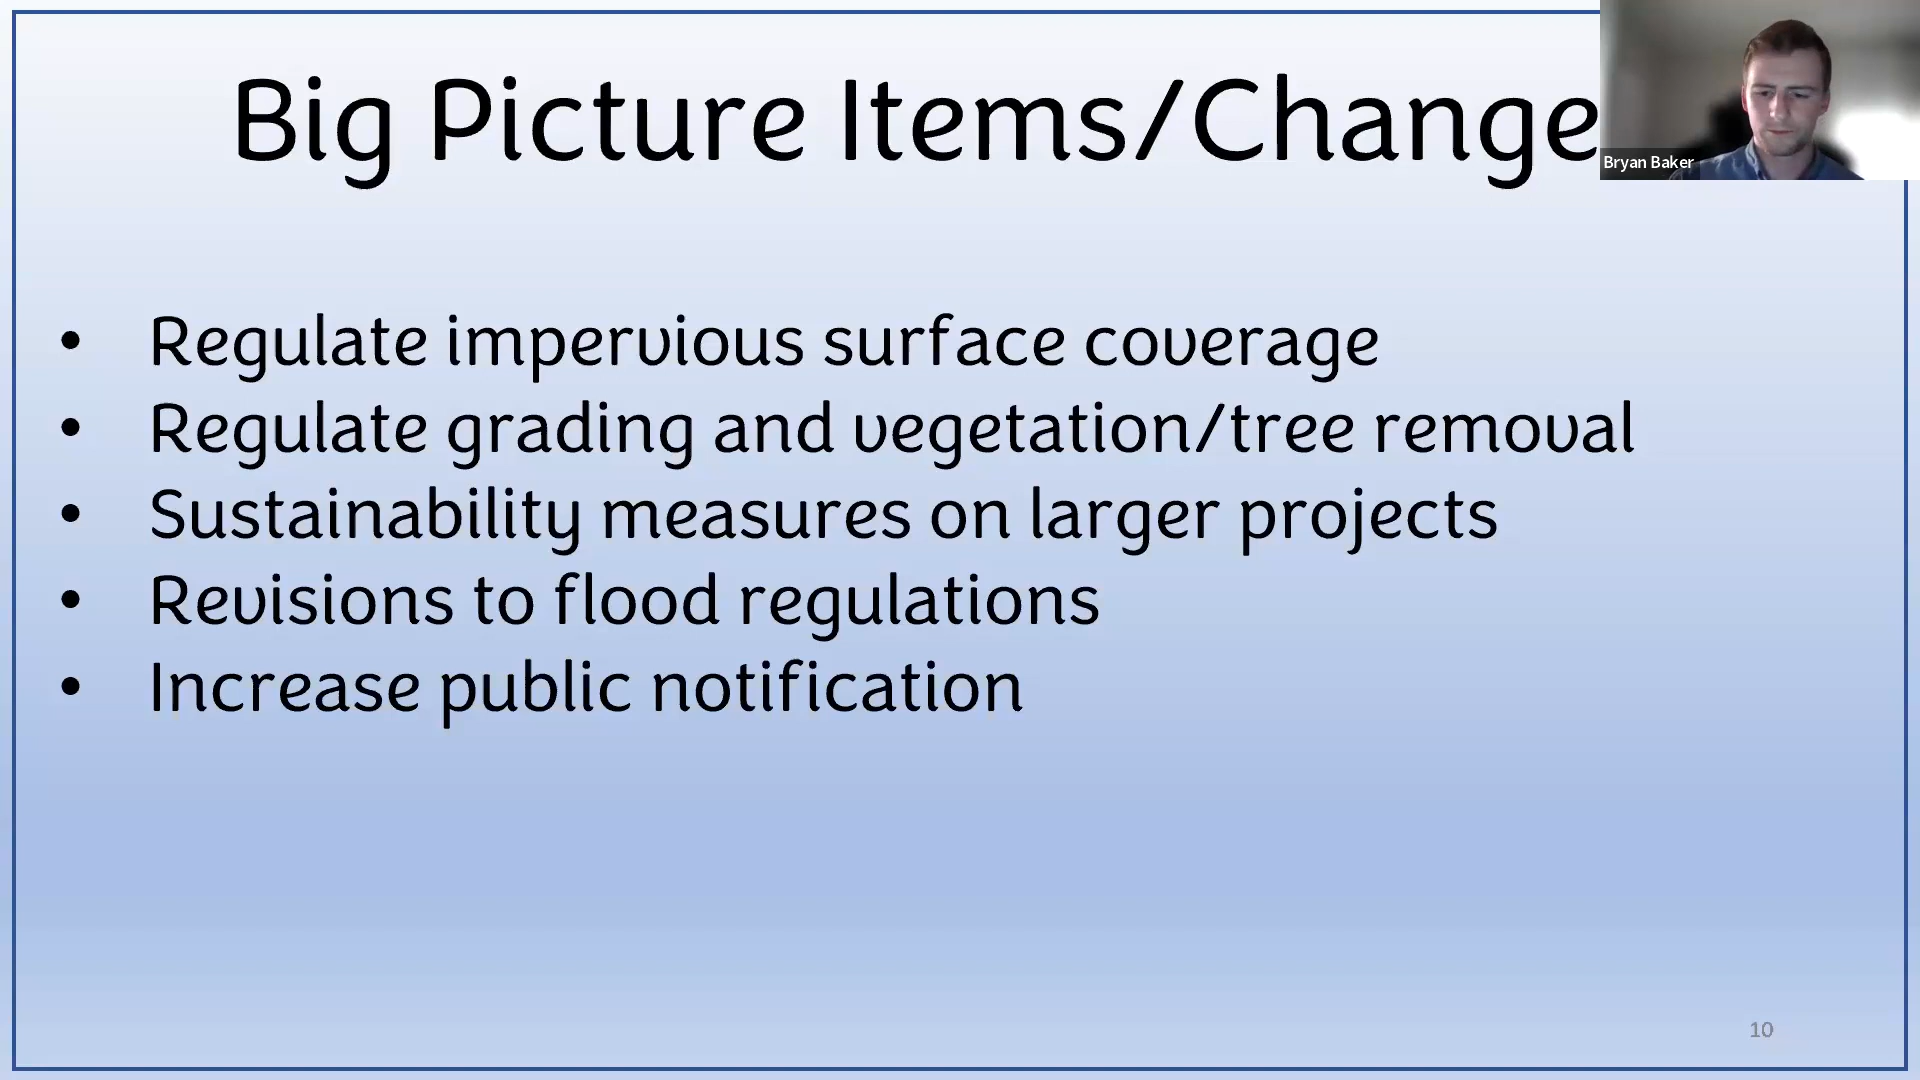 Big Picture Items/Change
Bryan Baker
• Regulate impervious surface coverage
• Regulate grading and vegetation/tree removal
• Sustainability measures on larger projects
• Revisions to flood regulations
• Increase public notification
10